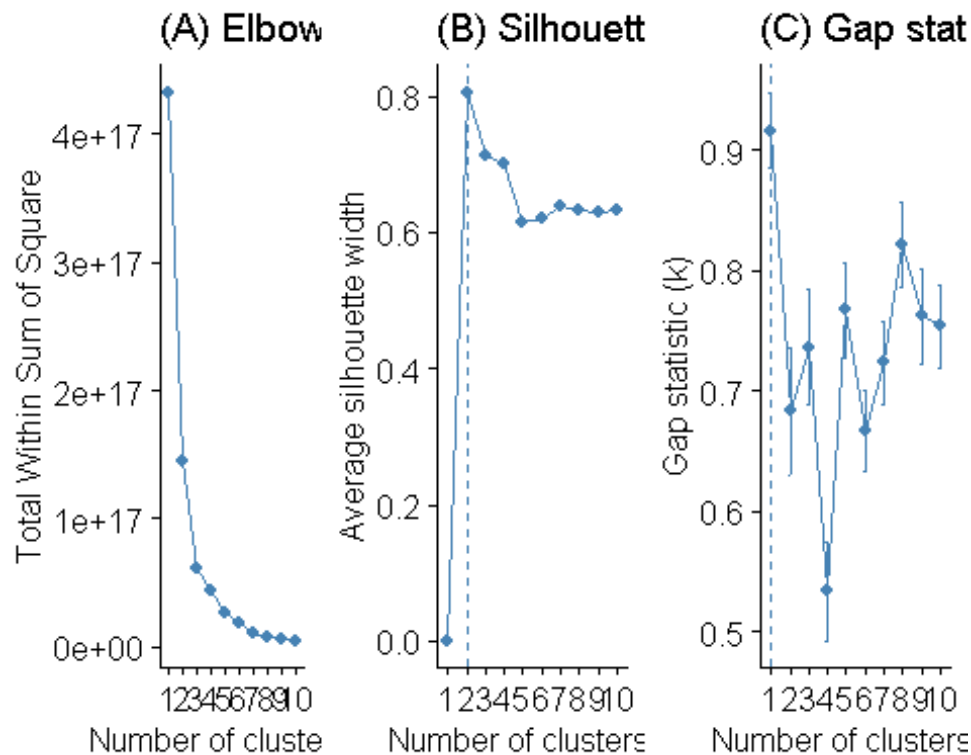 (A) Elbow
Total Within Sum of Square
4e+17
3e+17
2e+17
1e+17
0e+00
12345678910
Number of cluste
(B) Silhouett
Average silhouette width
0.8
0.6
0.4
0.2
0.0
12345678910
Number of clusters
(C) Gap stat
Gap statistic (k)
0.9
0.8
0.7
0.6
0.5
12345678910
Number of clusters